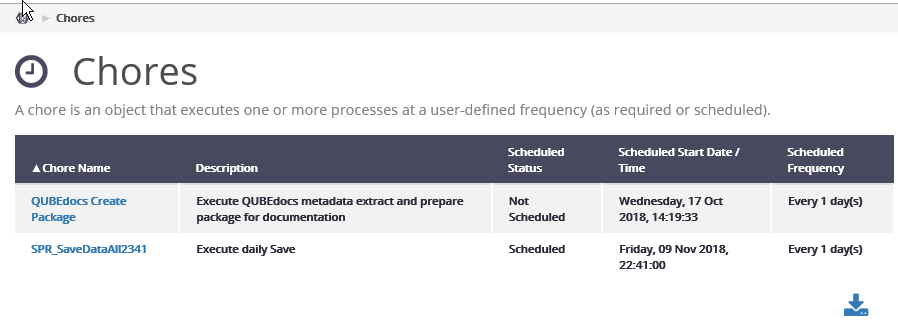 Chores
Chores
A chore is an object that executes one or more processes at a user-defined frequency (as required or scheduled).
▲Chore Name Description Scheduled Status Scheduled Start Date / Time Scheduled Frequency
QUBEdocs Create Package Execute QUBEdocs metadata extract and prepare package for documentation Not Scheduled Wednesday, 17 Oct 2018, 14:19:33 Every 1 day(s)
SPR_SaveDataAll2341 Execute daily Save Scheduled Friday, 09 Nov 2018, 22:41:00 Every 1 day(s)